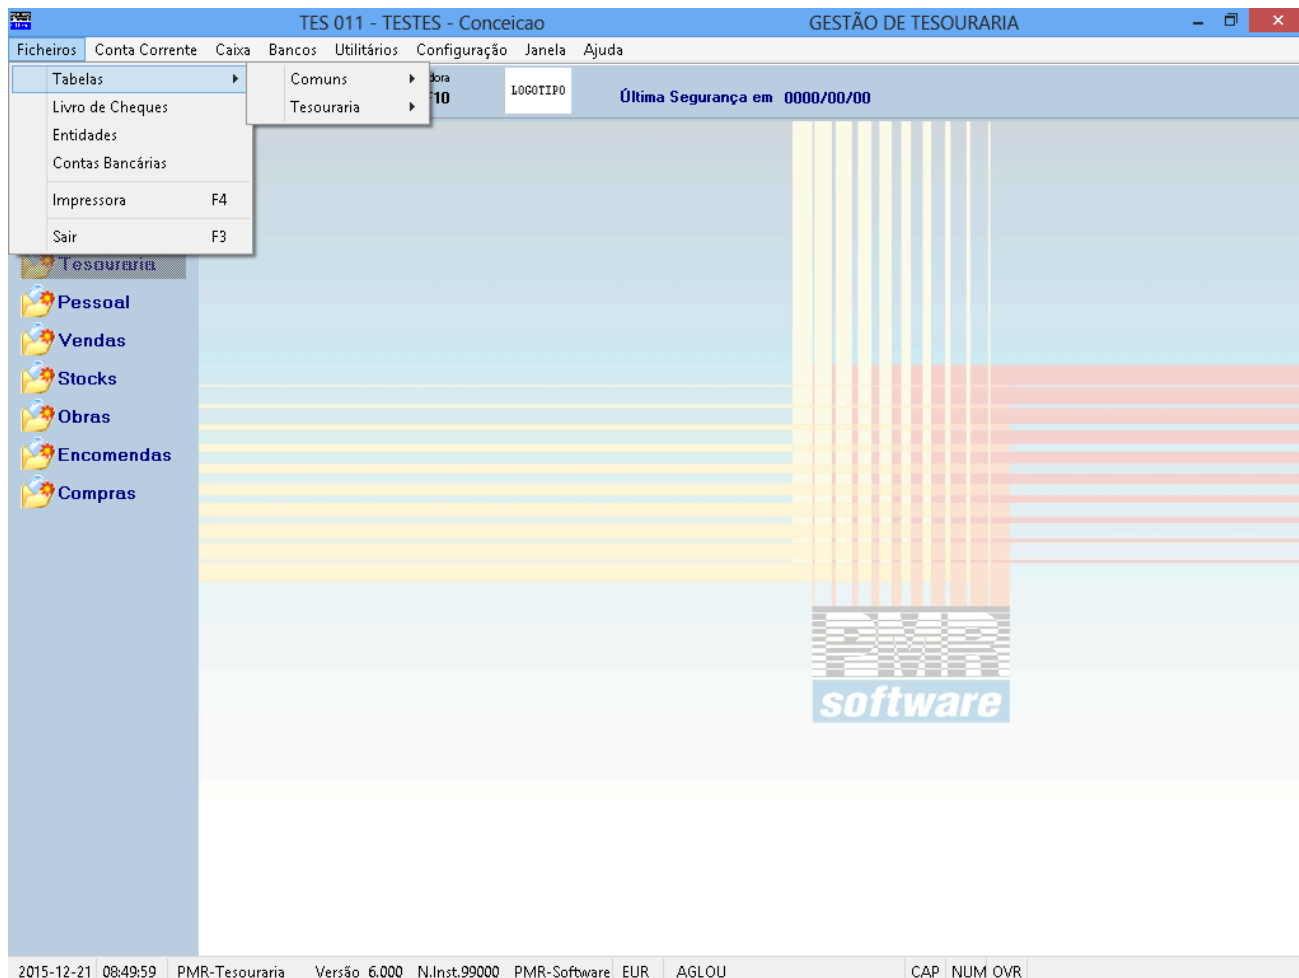 TES 011 - TESTES - Conceicao GESTÃO DE TESOURARIA
Ficheiros Conta Corrente Caixa Bancos Utilitários Configuração Janela Ajuda
Tabelas
Livro de Cheques
Entidades
Contas Bancárias
Impressora F4
Sair F3
Comuns
Tesouraria
LOGOTIPO
Última Segurança em 0000/00/00
Tesouraria
Pessoal
Vendas
Stocks
Obras
Encomendas
Compras
PMR
software
2015-12-21 08:49:59 PMR-Tesouraria Versão 6.000 N.Inst.99000 PMR-Software EUR AGLOU CAP NUM OVR